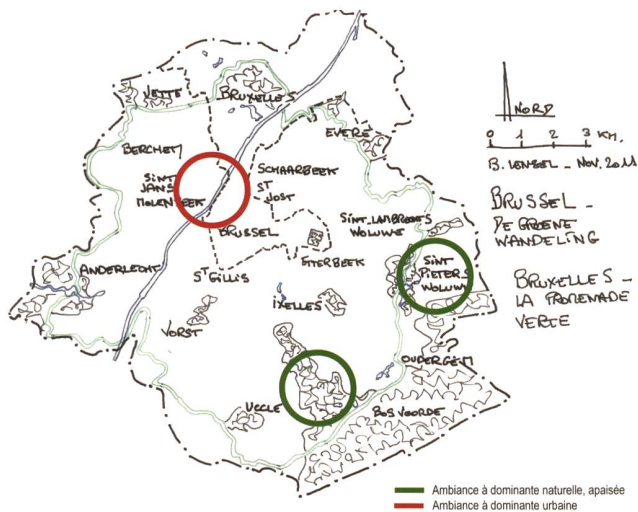 JETTE
BRUXELLES
EVERE
BERCHEM
SCHAARBEEK
SINT
JANS
MOLENBEEK
ST
JOST
BRUSSEL
SINT LAMBRECHTS
WOLUWE
ETTERBEEK
SINT
PIETERS
WOLUWE
ANDERLECHT
ST GILLIS
IXELLES
VORST
OUDERGEM
?
UCCLE
BOSVOORDE
NORD
0 1 2 3 KM.
B. LENSEL - NOV. 2011
BRUSSEL -
DE GROENE
WANDELING
BRUXELLES -
LA PROMENADE
VERTE
Ambiance à dominante naturelle, apaisée
Ambiance à dominante urbaine